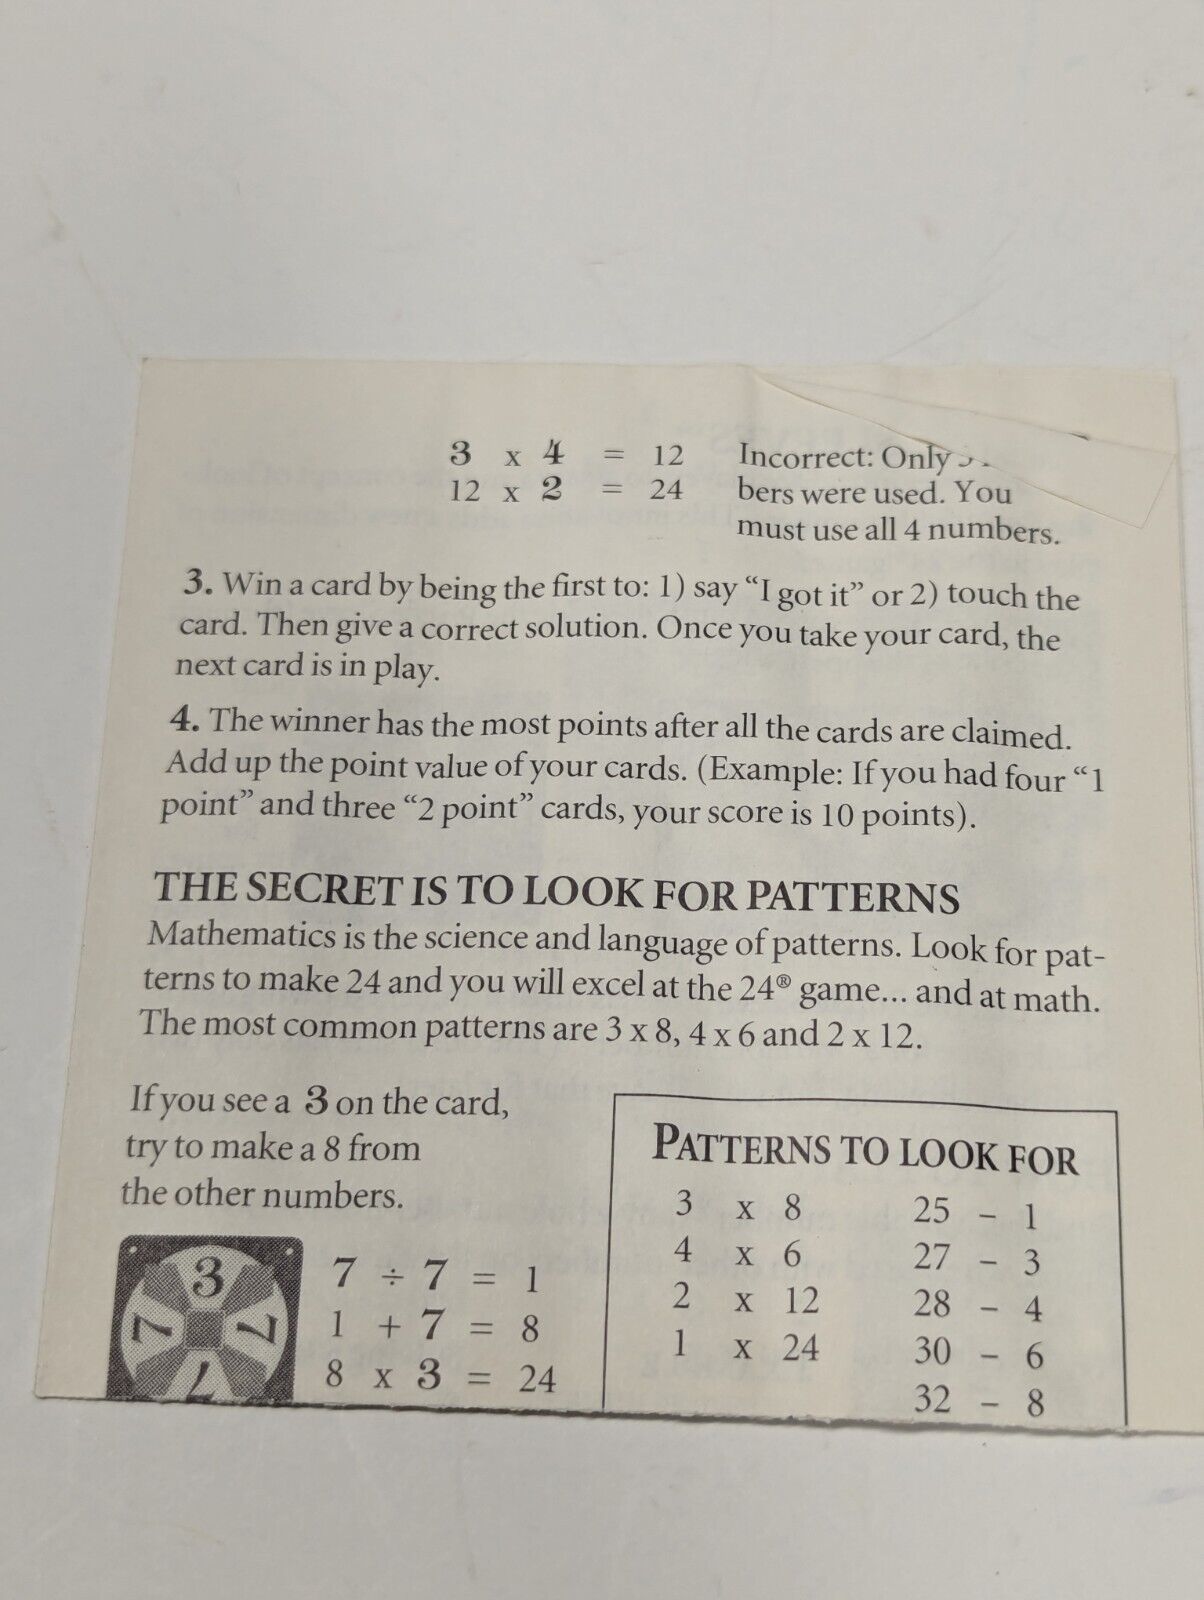 3 x 4 = 12 Incorrect: Only
12 x 2 = 24 bers were used. You
must use all 4 numbers.
3. Win a card by being the first to: 1) say “I got it” or 2) touch the
card. Then give a correct solution. Once you take your card, the
next card is in play.
4. The winner has the most points after all the cards are claimed.
Add up the point value of your cards. (Example: If you had four “1
point” and three “2 point” cards, your score is 10 points).
THE SECRET IS TO LOOK FOR PATTERNS
Mathematics is the science and language of patterns. Look for pat-
terns to make 24 and you will excel at the 24® game... and at math.
The most common patterns are 3 x 8, 4 x 6 and 2 x 12.
If you see a 3 on the card,
try to make a 8 from
the other numbers.
3
7 7
7
7 ÷ 7 = 1
1 + 7 = 8
8 x 3 = 24
PATTERNS TO LOOK FOR
3 x 8 25 – 1
4 x 6 27 – 3
2 x 12 28 – 4
1 x 24 30 – 6
32 – 8